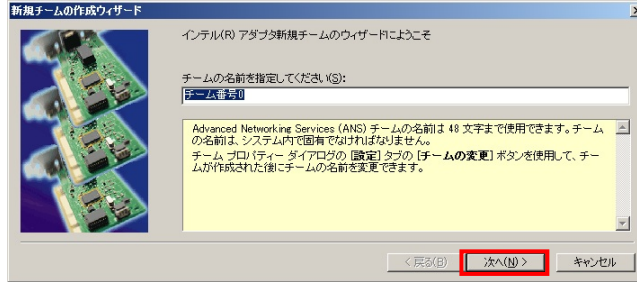 新規チームの作成ウィザード
インテル(R) アダプタ新規チームのウィザードにようこそ
チームの名前を指定してください(S):
チーム番号0
Advanced Networking Services (ANS) チームの名前は 48 文字まで使用できます。チーム
の名前は、システム内で固有でなければなりません。
チーム プロパティー ダイアログの [設定] タブの [チームの変更] ボタンを使用して、チー
ムが作成された後にチームの名前を変更できます。
< 戻る(B)
次へ(N) >
キャンセル